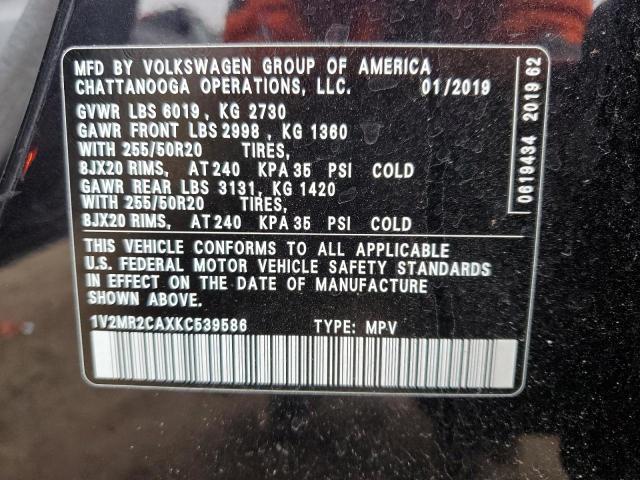 MFD BY VOLKSWAGEN GROUP OF AMERICA
CHATTANOOGA OPERATIONS, LLC. 01/2019
GVWR LBS 6019 , KG 2730
GAWR FRONT LBS 2998 , KG 1360
WITH 255/50R20 TIRES,
8JX20 RIMS, AT 240 KPA 35 PSI COLD
GAWR REAR LBS 3131, KG 1420
WITH 255/50R20 TIRES,
8JX20 RIMS, AT 240 KPA 35 PSI COLD
THIS VEHICLE CONFORMS TO ALL APPLICABLE
U.S. FEDERAL MOTOR VEHICLE SAFETY STANDARDS
IN EFFECT ON THE DATE OF MANUFACTURE
SHOWN ABOVE.
1V2MR2CAXKC539586 TYPE: MPV
0619434 2019 62